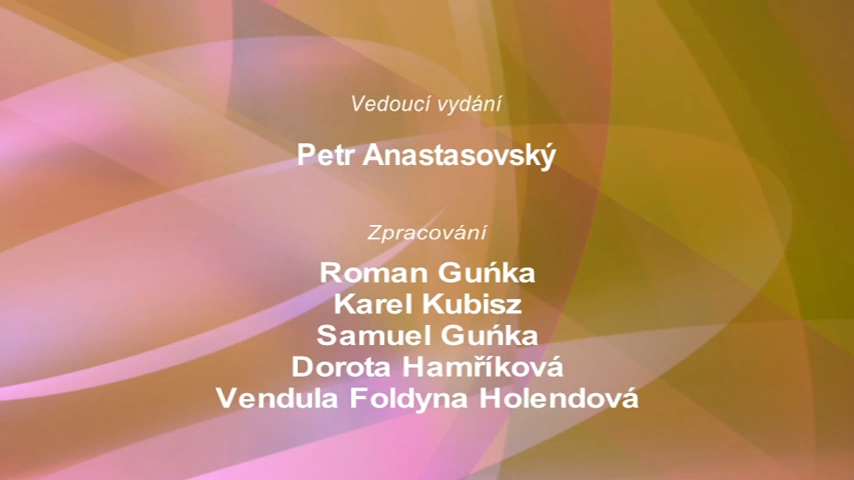 Vedoucí vydání
Petr Anastasovský
Zpracování
Roman Guńka
Karel Kubisz
Samuel Guńka
Dorota Hamříková
Vendula Foldyna Holendová